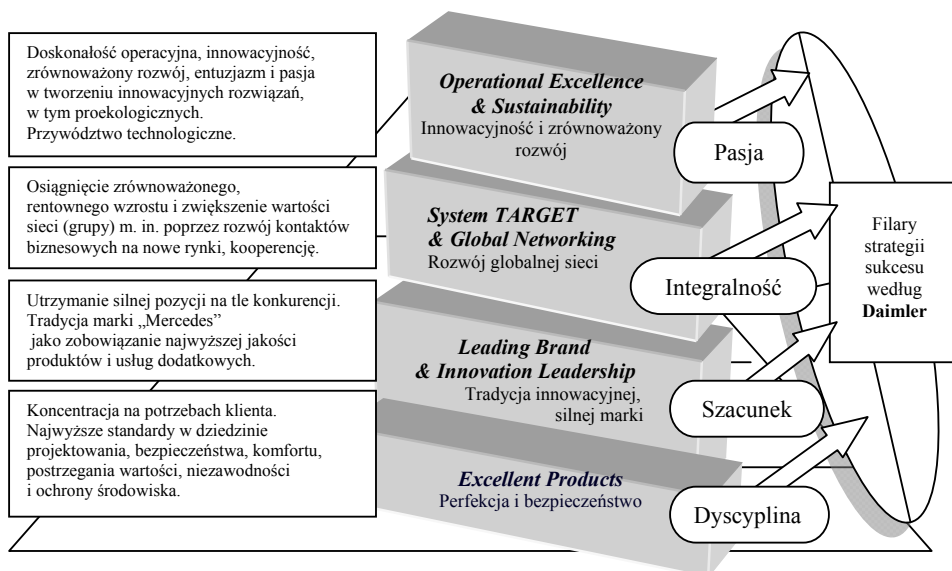 Doskonałość operacyjna, innowacyjność,
zrównoważony rozwój, entuzjazm i pasja
w tworzeniu innowacyjnych rozwiązań,
w tym proekologicznych.
Przywództwo technologiczne.
Operational Excellence
& Sustainability
Innowacyjność i zrównoważony
rozwój
Pasja
Osiągnięcie zrównoważonego,
rentownego wzrostu i zwiększenie wartości
sieci (grupy) m. in. poprzez rozwój kontaktów
biznesowych na nowe rynki, kooperencję.
System TARGET
& Global Networking
Rozwój globalnej sieci
Integralność
Utrzymanie silnej pozycji na tle konkurencji.
Tradycja marki „Mercedes”
jako zobowiązanie najwyższej jakości
produktów i usług dodatkowych.
Leading Brand
& Innovation Leadership
Tradycja innowacyjnej,
silnej marki
Szacunek
Koncentracja na potrzebach klienta.
Najwyższe standardy w dziedzinie
projektowania, bezpieczeństwa, komfortu,
postrzegania wartości, niezawodności
i ochrony środowiska.
Excellent Products
Perfekcja i bezpieczeństwo
Dyscyplina
Filary
strategii
sukcesu
według
Daimler